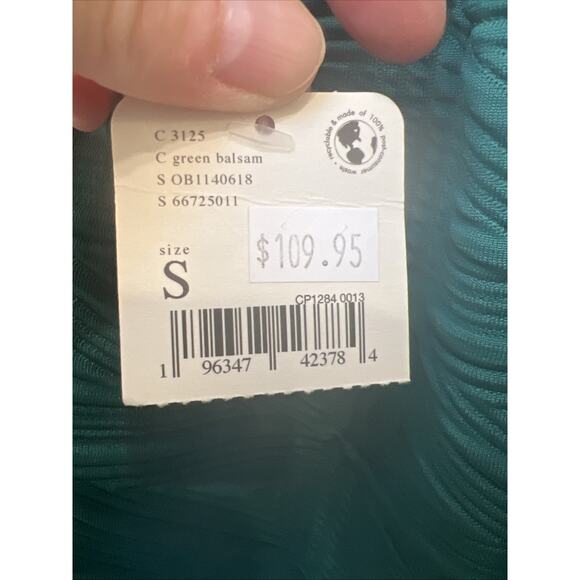 C 3125
C green balsam
S OB1140618
S 66725011
recyclable & made of 100% post-consumer waste •
$109.95
size
S
CP1284 0013
1 96347 42378 4